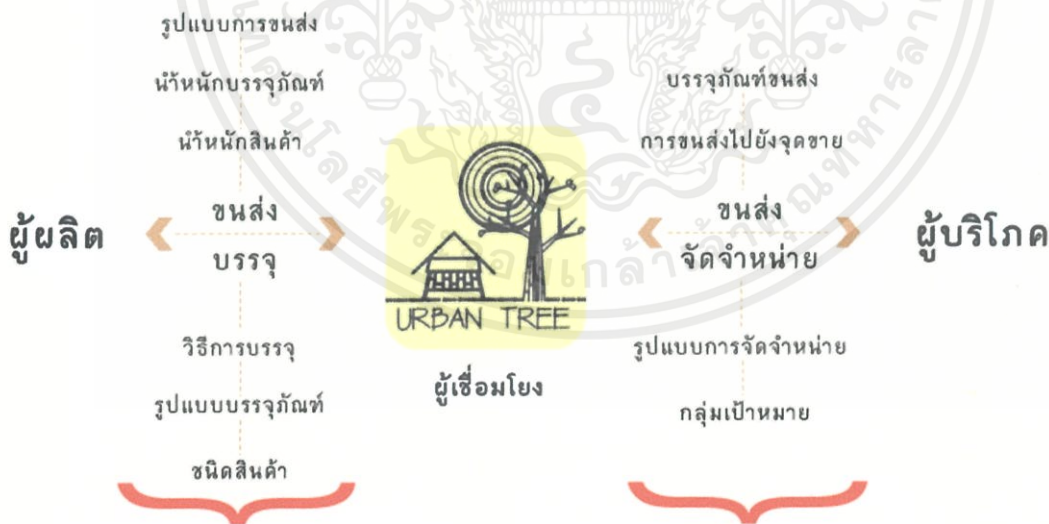 รูปแบบการขนส่ง
น้ำหนักบรรจุภัณฑ์
น้ำหนักสินค้า
ขนส่ง
บรรจุ
วิธีการบรรจุ
รูปแบบบรรจุภัณฑ์
ชนิดสินค้า
ผู้ผลิต
URBAN TREE
ผู้เชื่อมโยง
บรรจุภัณฑ์ขนส่ง
การขนส่งไปยังจุดขาย
ขนส่ง
จัดจำหน่าย
รูปแบบการจัดจำหน่าย
กลุ่มเป้าหมาย
ผู้บริโภค